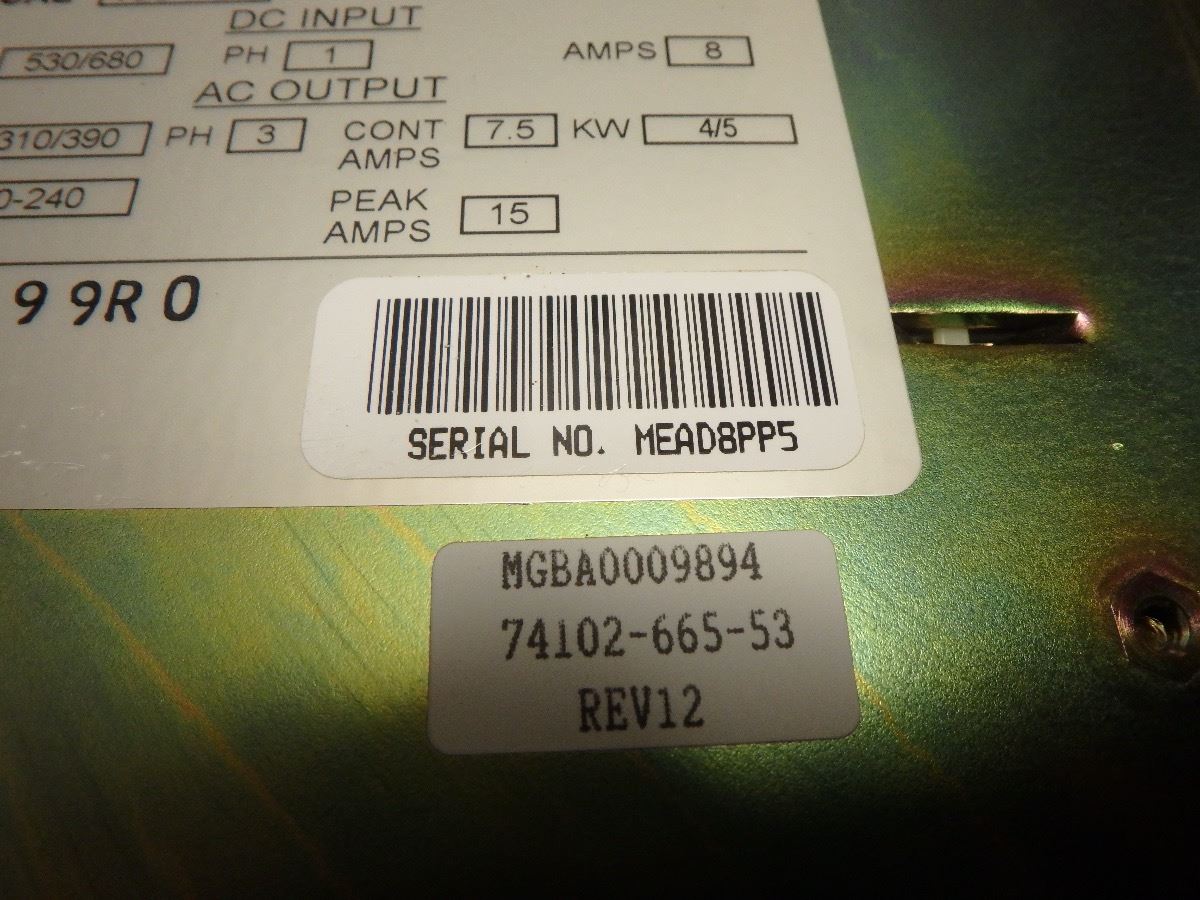 DC INPUT
530/680 PH 1 AMPS 8
AC OUTPUT
310/390 PH 3 CONT AMPS 7.5 KW 4/5
0-240 PEAK AMPS 15
9 9R 0
SERIAL NO. MEAD8PP5
MGBA0009894
74102-665-53
REV12